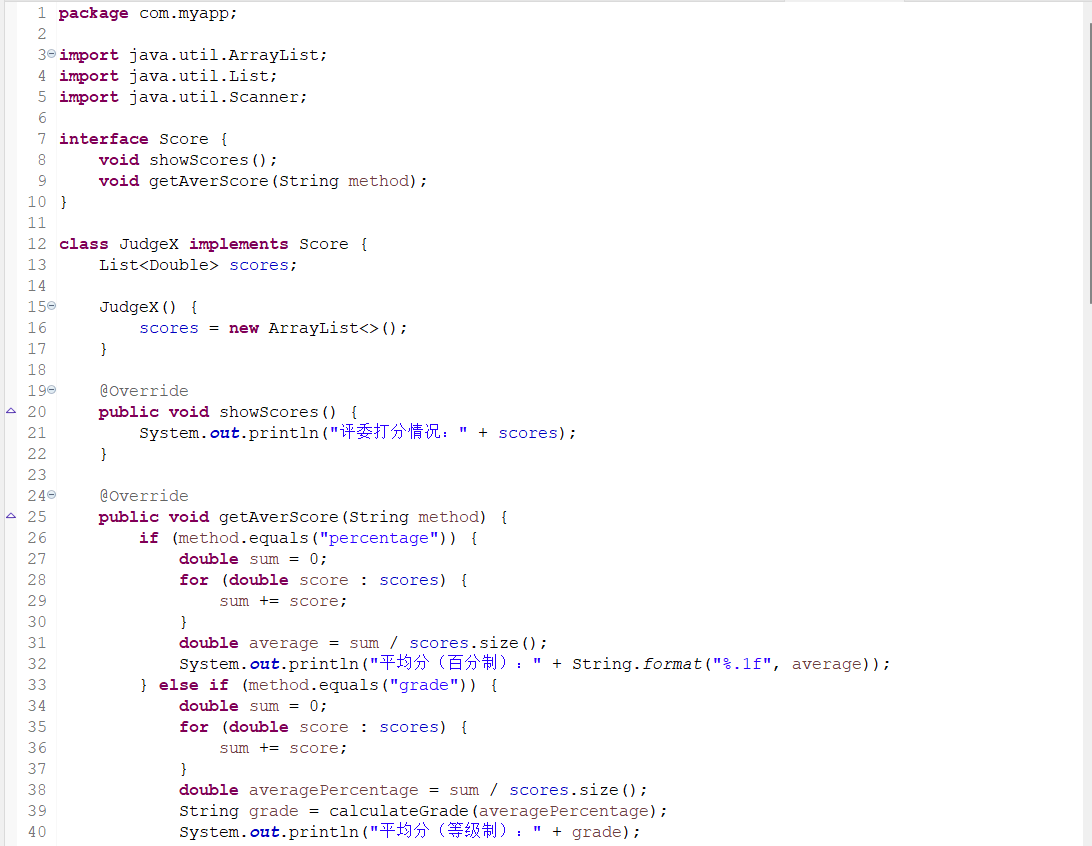 1 package com.myapp;
2
3 import java.util.ArrayList;
4 import java.util.List;
5 import java.util.Scanner;
6
7 interface Score {
8     void showScores();
9     void getAverScore(String method);
10 }
11
12 class JudgeX implements Score {
13     List<Double> scores;
14
15     JudgeX() {
16         scores = new ArrayList<>();
17     }
18
19     @Override
20     public void showScores() {
21         System.out.println("评委打分情况：" + scores);
22     }
23
24     @Override
25     public void getAverScore(String method) {
26         if (method.equals("percentage")) {
27             double sum = 0;
28             for (double score : scores) {
29                 sum += score;
30             }
31             double average = sum / scores.size();
32             System.out.println("平均分（百分制）：" + String.format("%.1f", average));
33         } else if (method.equals("grade")) {
34             double sum = 0;
35             for (double score : scores) {
36                 sum += score;
37             }
38             double averagePercentage = sum / scores.size();
39             String grade = calculateGrade(averagePercentage);
40             System.out.println("平均分（等级制）：" + grade);